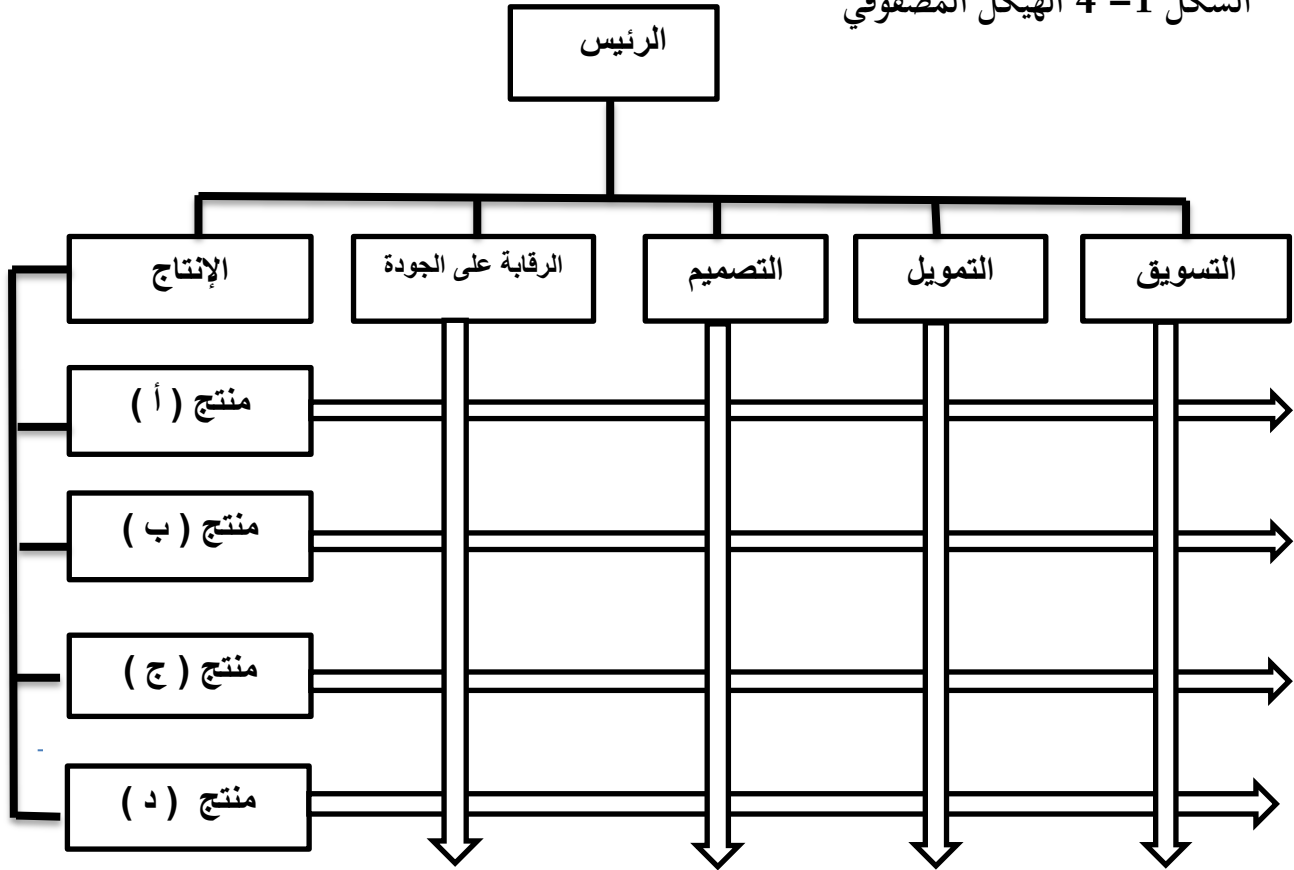 الشكل 1– 4 الهيكل المصفوفي
الرئيس
التسويق
التمويل
التصميم
الرقابة على الجودة
الإنتاج
منتج ( أ )
منتج ( ب )
منتج ( ج )
منتج ( د )